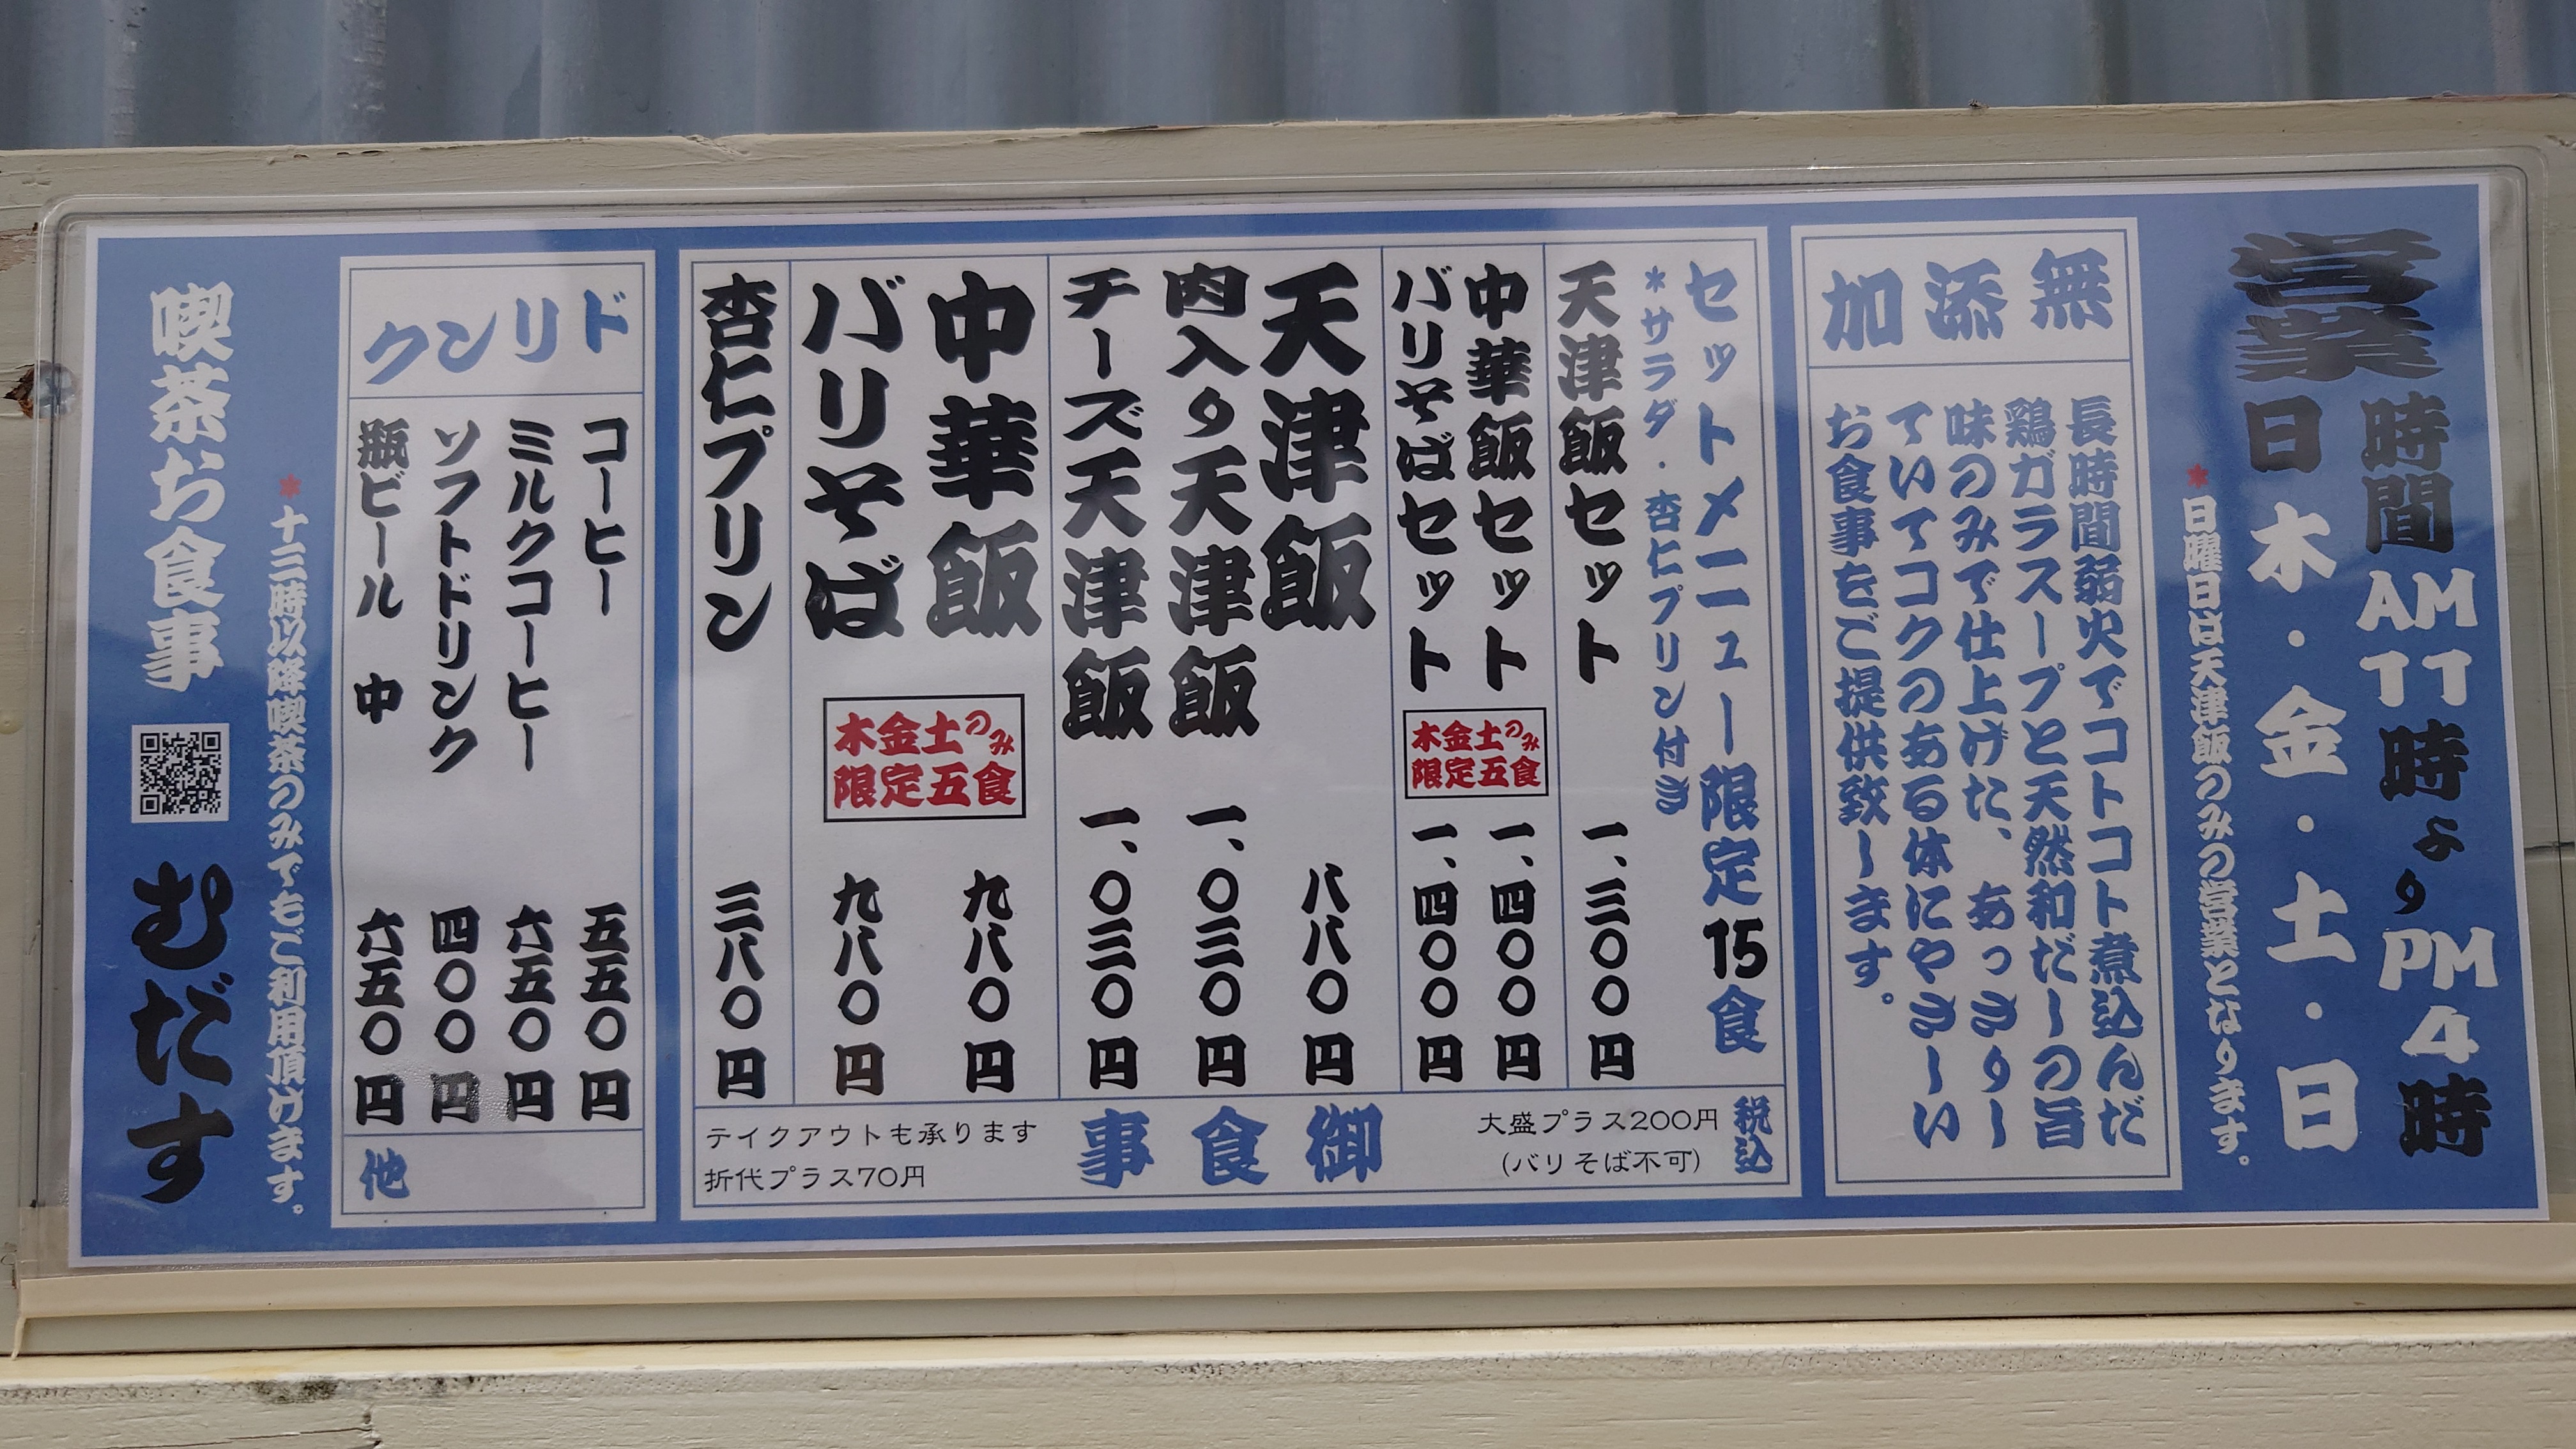 営業時間 AM11時より PM4時
営業日 木・金・土・日
*日曜日は天津飯のみの営業となります。
無添加
長時間弱火でコトコト煮込んだ
鶏ガラスープと天然和だしの旨
味のみで仕上げた、あっさりし
ていてコクのある体にやさしい
お食事をご提供致します。
セットメニュー限定15食
*サラダ・杏仁プリン付き
天津飯セット 一、三〇〇円
中華飯セット 一、四〇〇円
バリそばセット 一、四〇〇円
木金土のみ
限定五食
天津飯 八八〇円
肉入り天津飯 一、〇三〇円
チーズ天津飯 一、〇三〇円
中華飯 九八〇円
バリそば 九八〇円
木金土のみ
限定五食
杏仁プリン 三八〇円
税込
大盛プラス200円
(バリそば不可)
御食事
テイクアウトも承ります
折代プラス70円
ドリンク
コーヒー 五五〇円
ミルクコーヒー 六五〇円
ソフトドリンク 四〇〇円
瓶ビール 中 六五〇円
他
*十三時以降喫茶のみでもご利用頂けます。
喫茶お食事 むだす